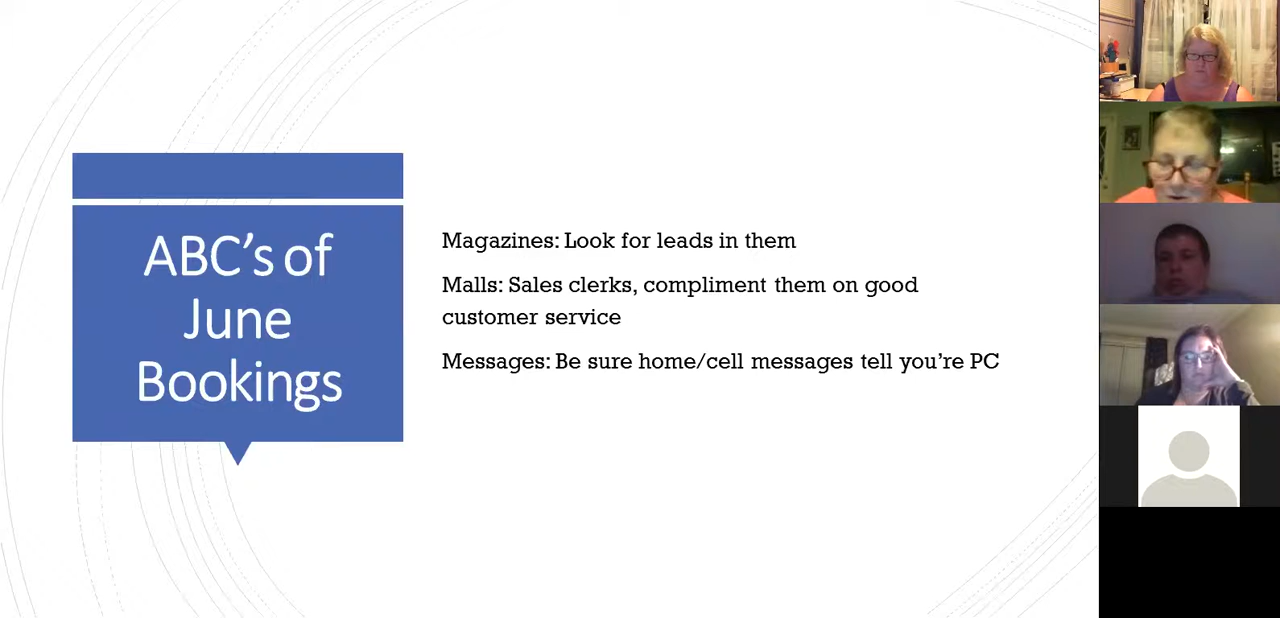 ABC’s of
June
Bookings
Magazines: Look for leads in them
Malls: Sales clerks, compliment them on good
customer service
Messages: Be sure home/cell messages tell you’re PC